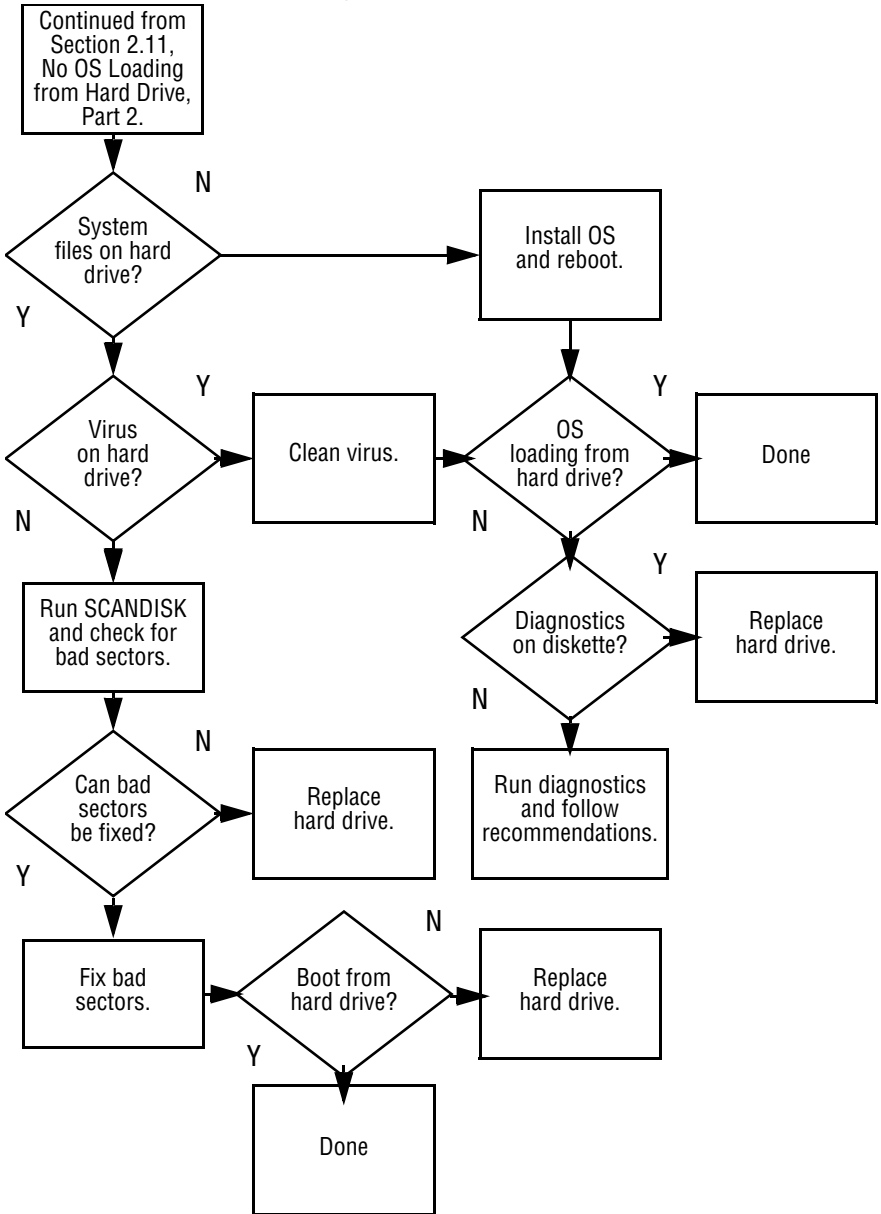 Continued from
Section 2.11,
No OS Loading
from Hard Drive,
Part 2.
N
System
files on hard
drive?
Install OS
and reboot.
Y
Y
Virus
on hard
drive?
Clean virus.
Y
OS
loading from
hard drive?
Done
N
N
Run SCANDISK
and check for
bad sectors.
Y
Diagnostics
on diskette?
Replace
hard drive.
N
N
Can bad
sectors
be fixed?
Replace
hard drive.
Run diagnostics
and follow
recommendations.
Y
N
Fix bad
sectors.
Boot from
hard drive?
Replace
hard drive.
Y
Done